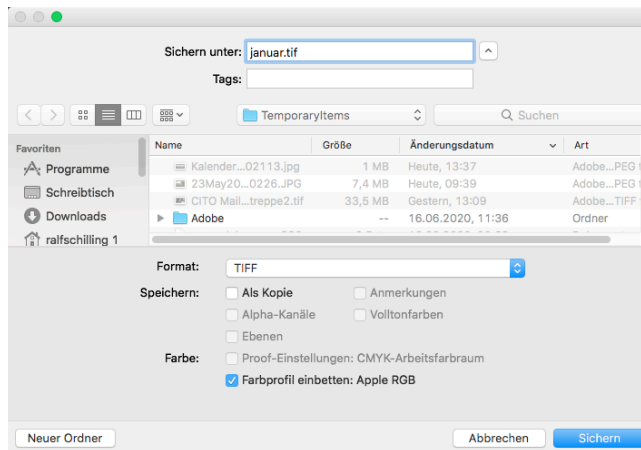 Sichern unter: januar.tif
Tags:
TemporaryItems Suchen
Favoriten Name Größe Änderungsdatum Art
Programme Kalender...02113.jpg 1 MB Heute, 13:37 Adobe...PEG
Schreibtisch 23May20...0226.JPG 7,4 MB Heute, 09:39 Adobe...PEG
CITO Mail...treppe2.tif 33,5 MB Gestern, 13:09 Adobe...TIFF
Downloads Adobe -- 16.06.2020, 11:36 Ordner
ralfschilling 1
Format: TIFF
Speichern: Als Kopie Anmerkungen
Alpha-Kanäle Volltonfarben
Ebenen
Farbe: Proof-Einstellungen: CMYK-Arbeitsfarbraum
Farbprofil einbetten: Apple RGB
Neuer Ordner Abbrechen Sichern